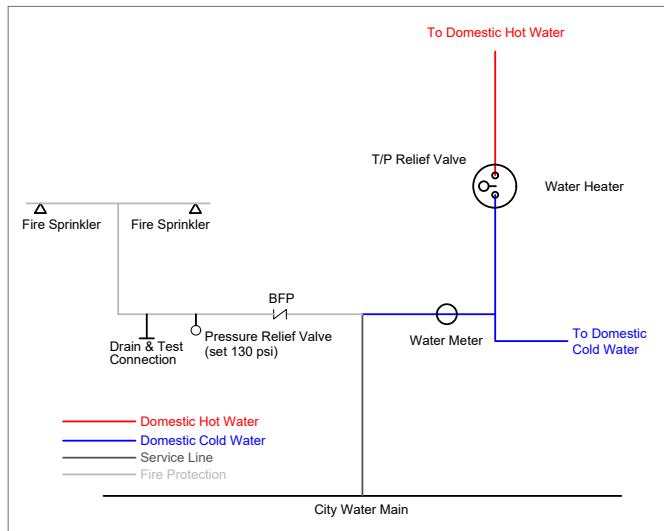 To Domestic Hot Water
T/P Relief Valve
Water Heater
Fire Sprinkler
Fire Sprinkler
BFP
Drain & Test
Connection
Pressure Relief Valve
(set 130 psi)
Water Meter
To Domestic
Cold Water
Domestic Hot Water
Domestic Cold Water
Service Line
Fire Protection
City Water Main